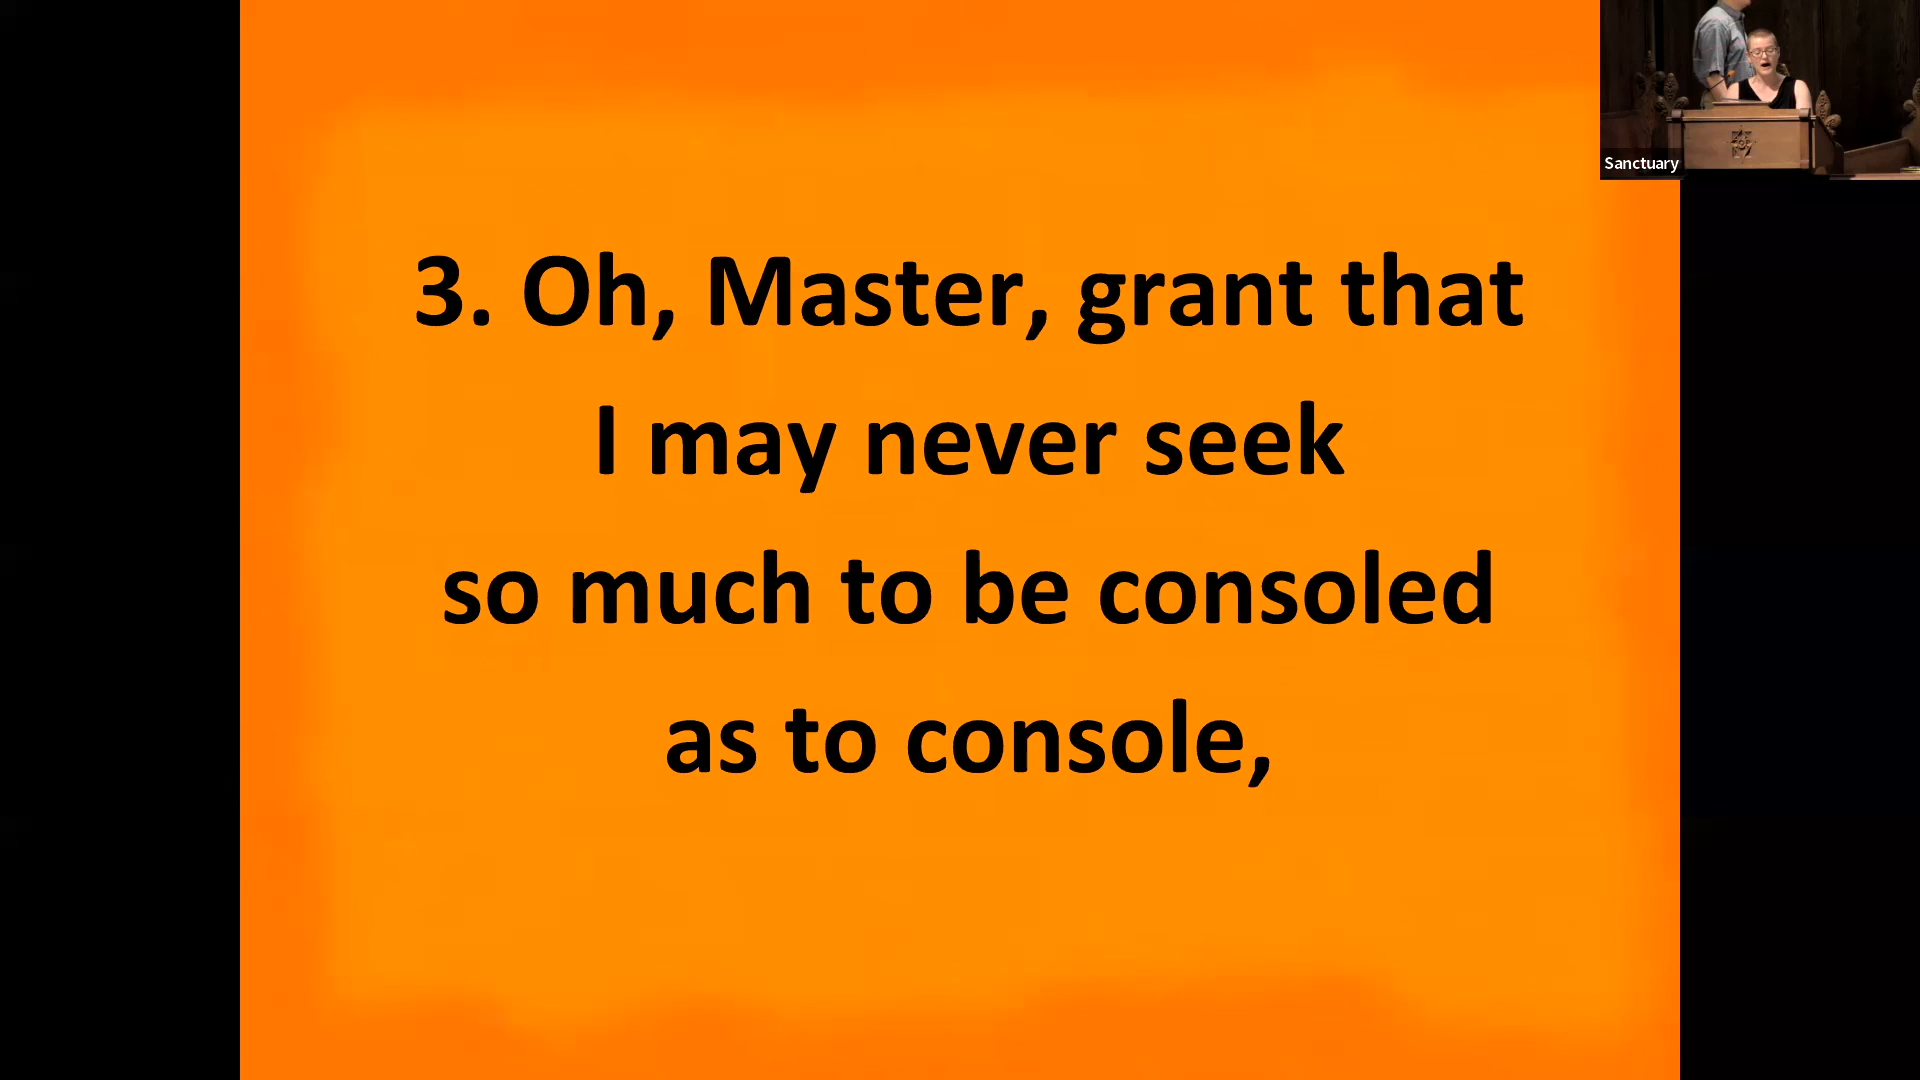 3. Oh, Master, grant that
I may never seek
so much to be consoled
as to console,
Sanctuary